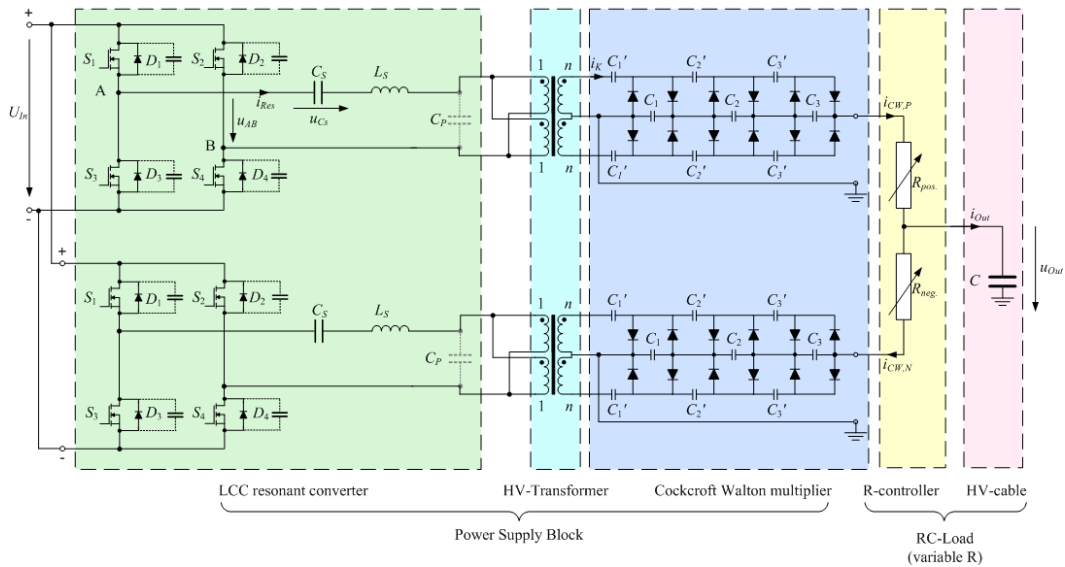 +
S1 D1 S2 D2
CS LS
1 n
iK C1′ C2′ C3′
A
iRes
uCs
UIn
uAB
CP
C1 C2 C3
iCW,P
B
S3 D3 S4 D4
1 n
C1′ C2′ C3′
Rpos.
-
iOut
+
C
uOut
S1 D1 S2 D2
CS LS
1 n
C1′ C2′ C3′
Rneg.
CP
C1 C2 C3
iCW,N
S3 D3 S4 D4
1 n
C1′ C2′ C3′
-
LCC resonant converter
HV-Transformer
Cockcroft Walton multiplier
R-controller
HV-cable
Power Supply Block
RC-Load
(variable R)